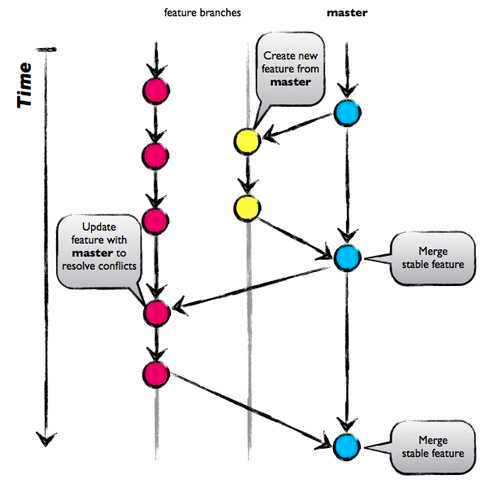 feature branches
master
Time
Create new
feature from
master
Update
feature with
master to
resolve conflicts
Merge
stable feature
Merge
stable feature